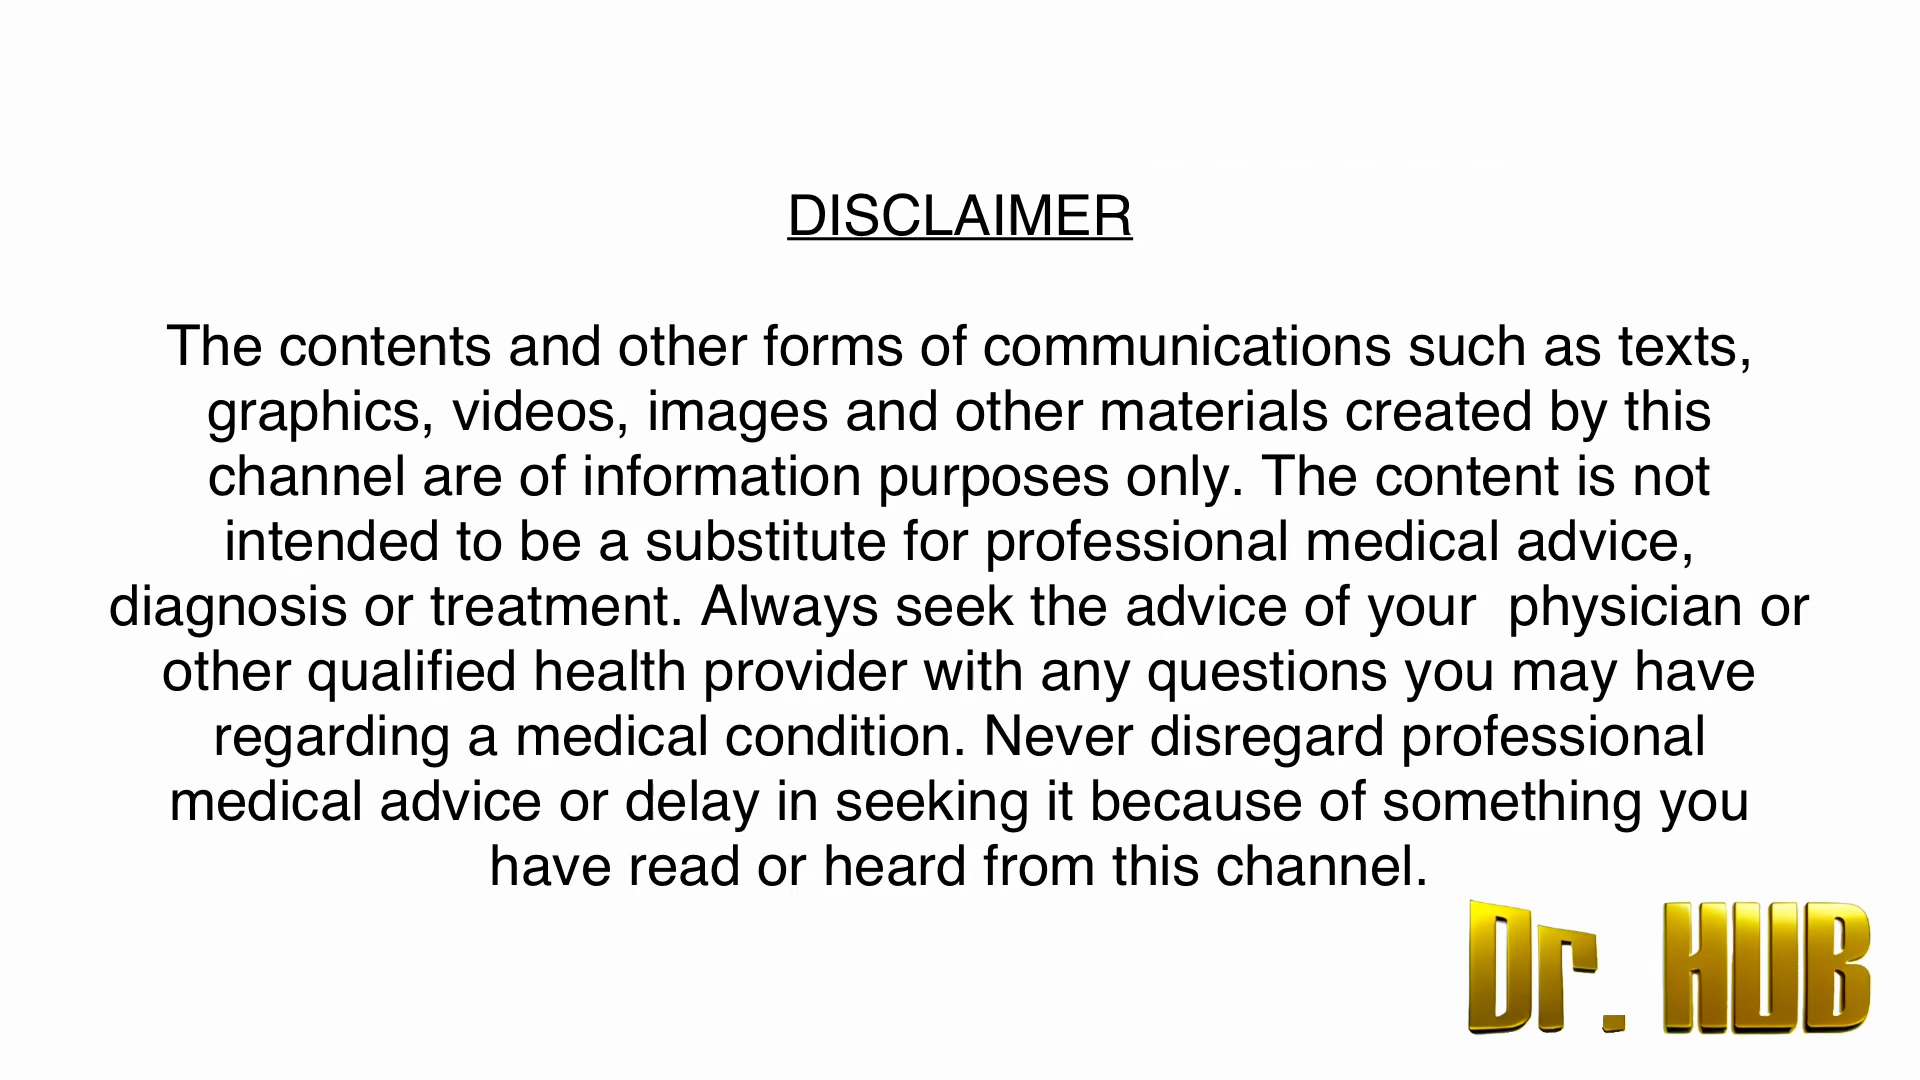 DISCLAIMER
The contents and other forms of communications such as texts,
graphics, videos, images and other materials created by this
channel are of information purposes only. The content is not
intended to be a substitute for professional medical advice,
diagnosis or treatment. Always seek the advice of your  physician or
other qualified health provider with any questions you may have
regarding a medical condition. Never disregard professional
medical advice or delay in seeking it because of something you
have read or heard from this channel.
Dr. HUB